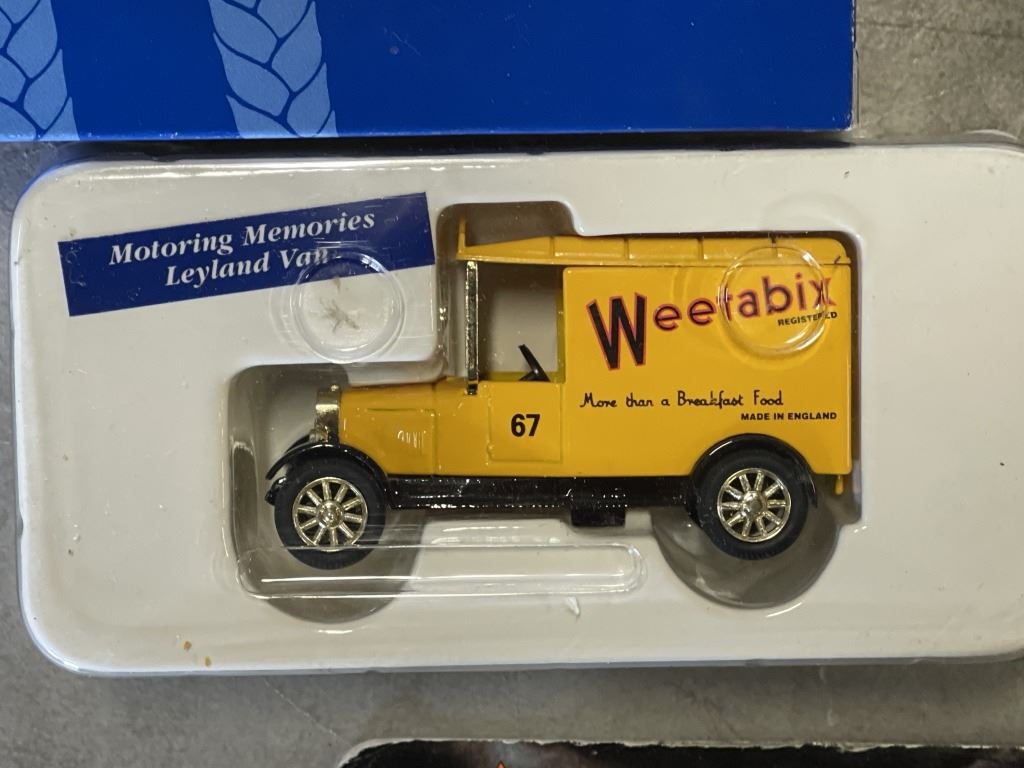 Motoring Memories
Leyland Van
Weetabix
REGISTERED
More than a Breakfast Food
MADE IN ENGLAND
67